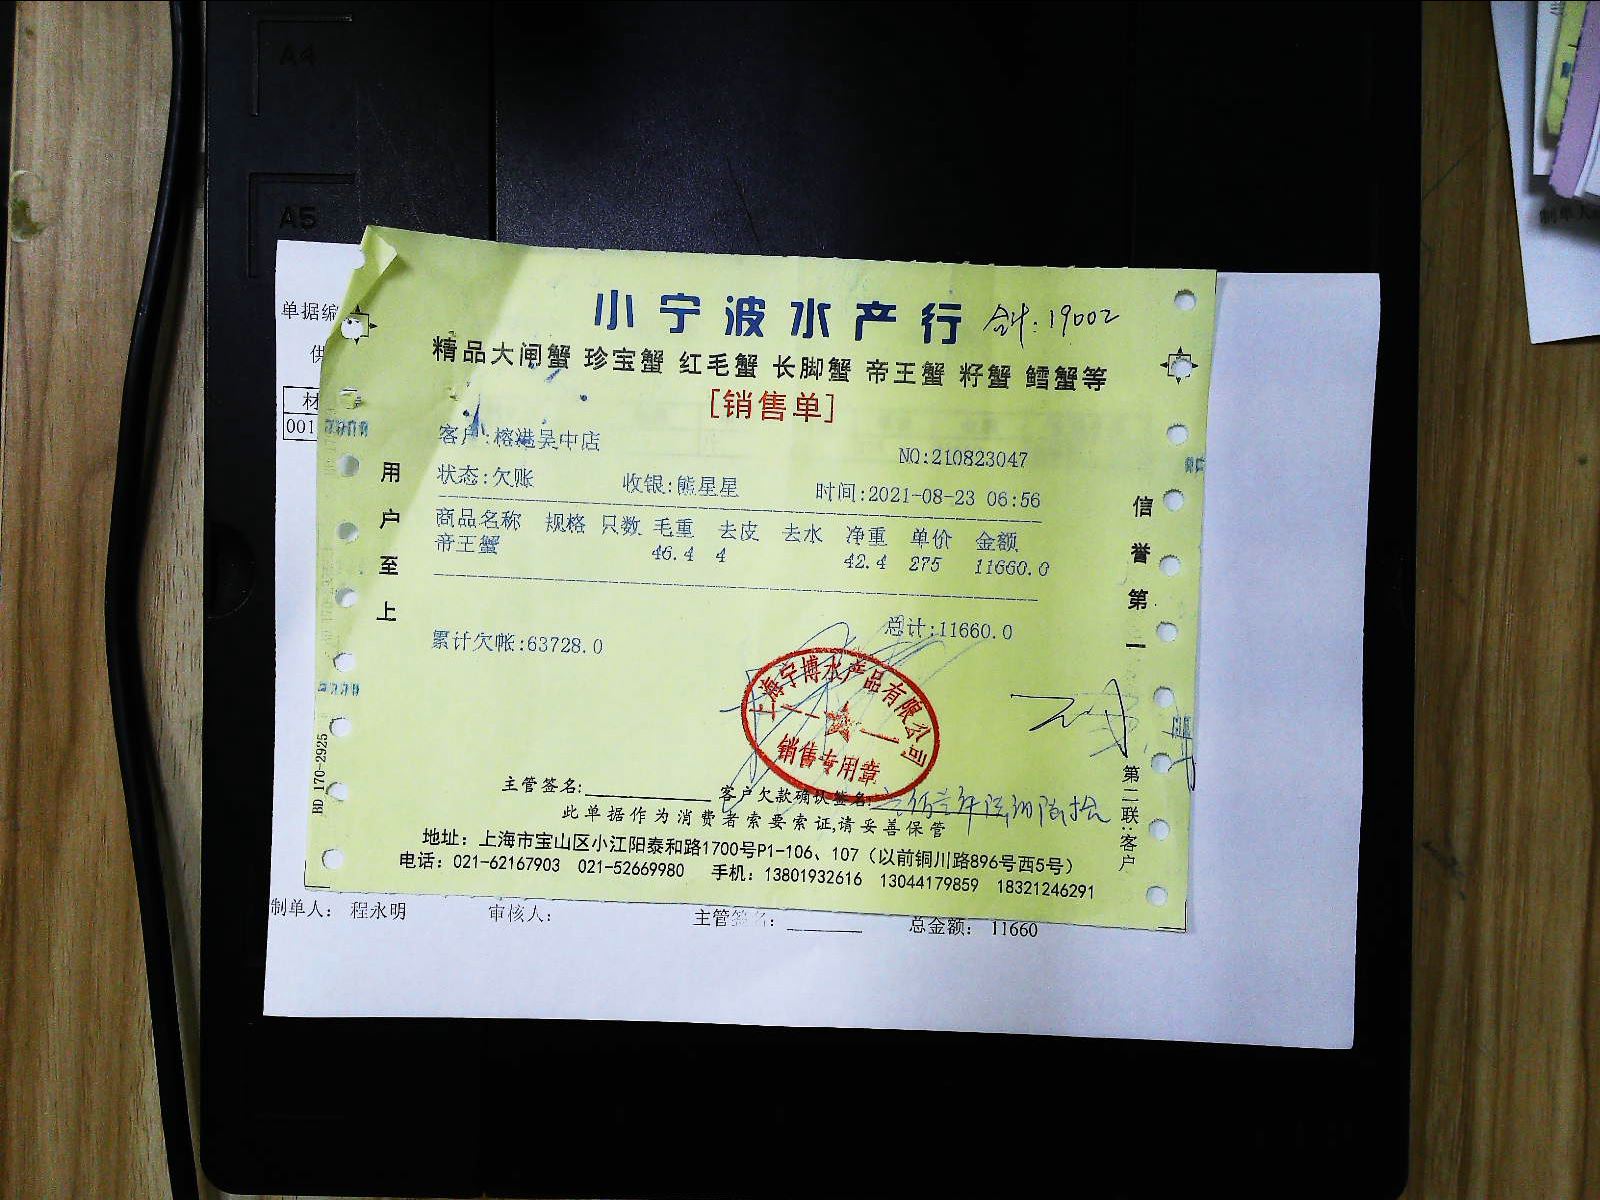 A4
A5
单据编
供
材
001
小宁波水产行 合计:19002
精品大闸蟹 珍宝蟹 红毛蟹 长脚蟹 帝王蟹 籽蟹 鳕蟹等
[销售单]
客户:榕港吴中店
NO:210823047
状态:欠账 收银:熊星星 时间:2021-08-23 06:56
商品名称 规格 只数 毛重 去皮 去水 净重 单价 金额
帝王蟹 46.4 4 42.4 275 11660.0
累计欠帐:63728.0 总计:11660.0
用户至上
信誉第一
上海宁博水产品有限公司
销售专用章
BD 170-2925
第二联:客户
主管签名: 客户欠款确认签名:
此单据作为消费者索要索证,请妥善保管
地址:上海市宝山区小江阳泰和路1700号P1-106、107(以前铜川路896号西5号)
电话:021-62167903 021-52669980 手机:13801932616 13044179859 18321246291
制单人: 程永明 审核人: 主管签名: 总金额: 11660
制单人